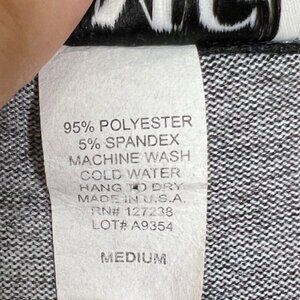 95% POLYESTER
5% SPANDEX
MACHINE WASH
COLD WATER
HANG TO DRY
MADE IN U.S.A.
RN# 127238
LOT# A9354
MEDIUM